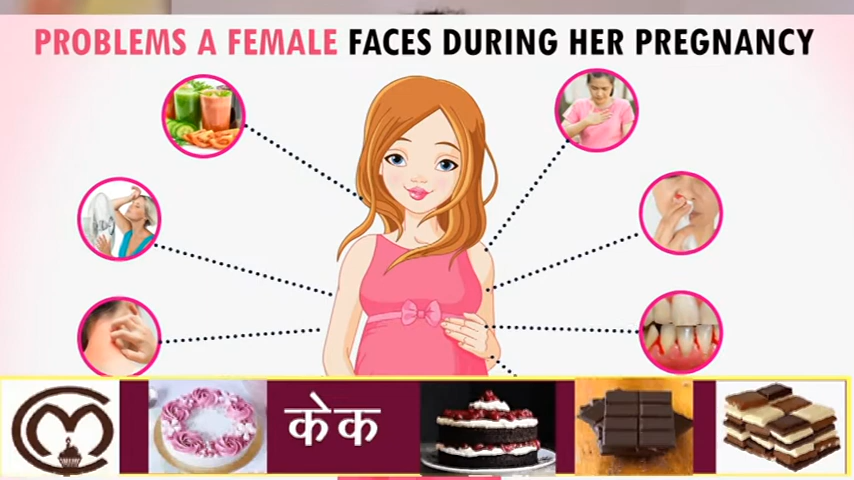 PROBLEMS A FEMALE FACES DURING HER PREGNANCY
केक